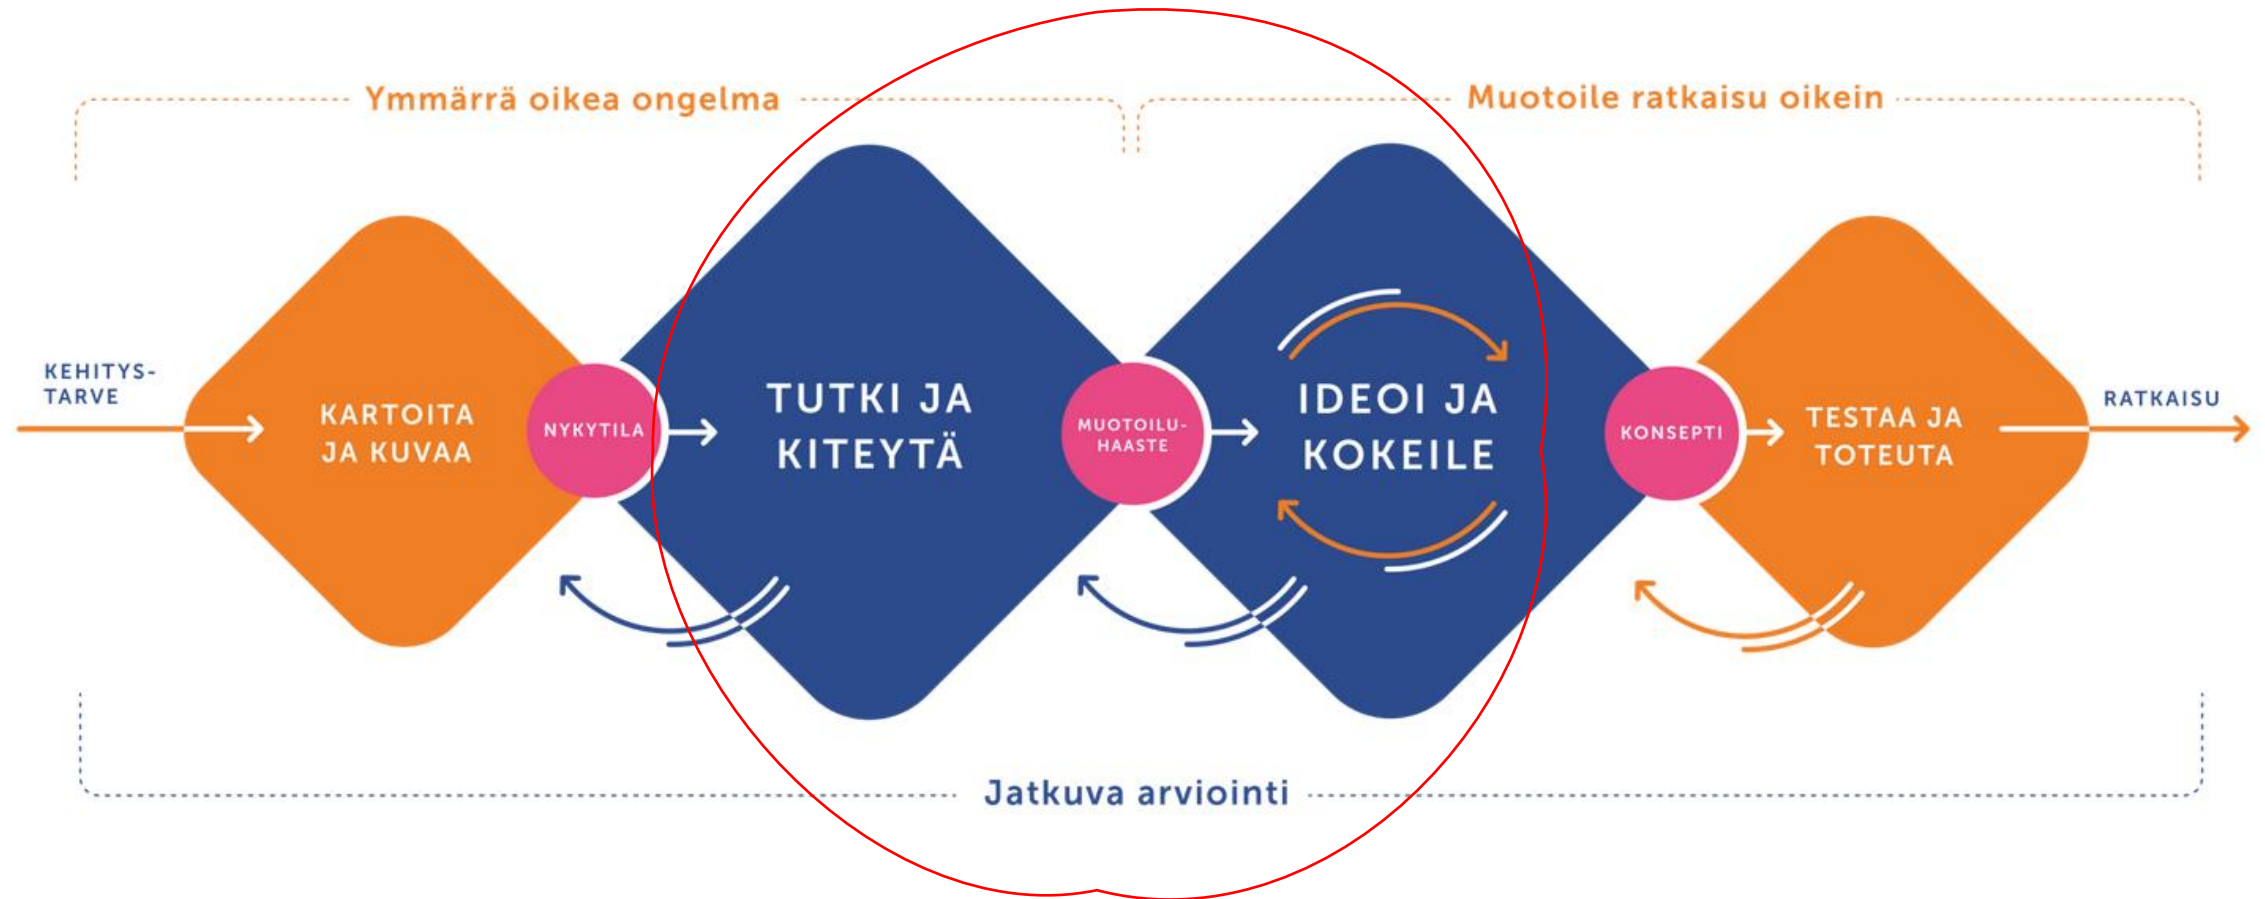 Ymmärrä oikea ongelma
Muotoile ratkaisu oikein
KEHITYS-
TARVE
KARTOITA
JA KUVAA
NYKYTILA
TUTKI JA
KITEYTÄ
MUOTOILU-
HAASTE
IDEOI JA
KOKEILE
KONSEPTI
TESTAA JA
TOTEUTA
RATKAISU
Jatkuva arviointi